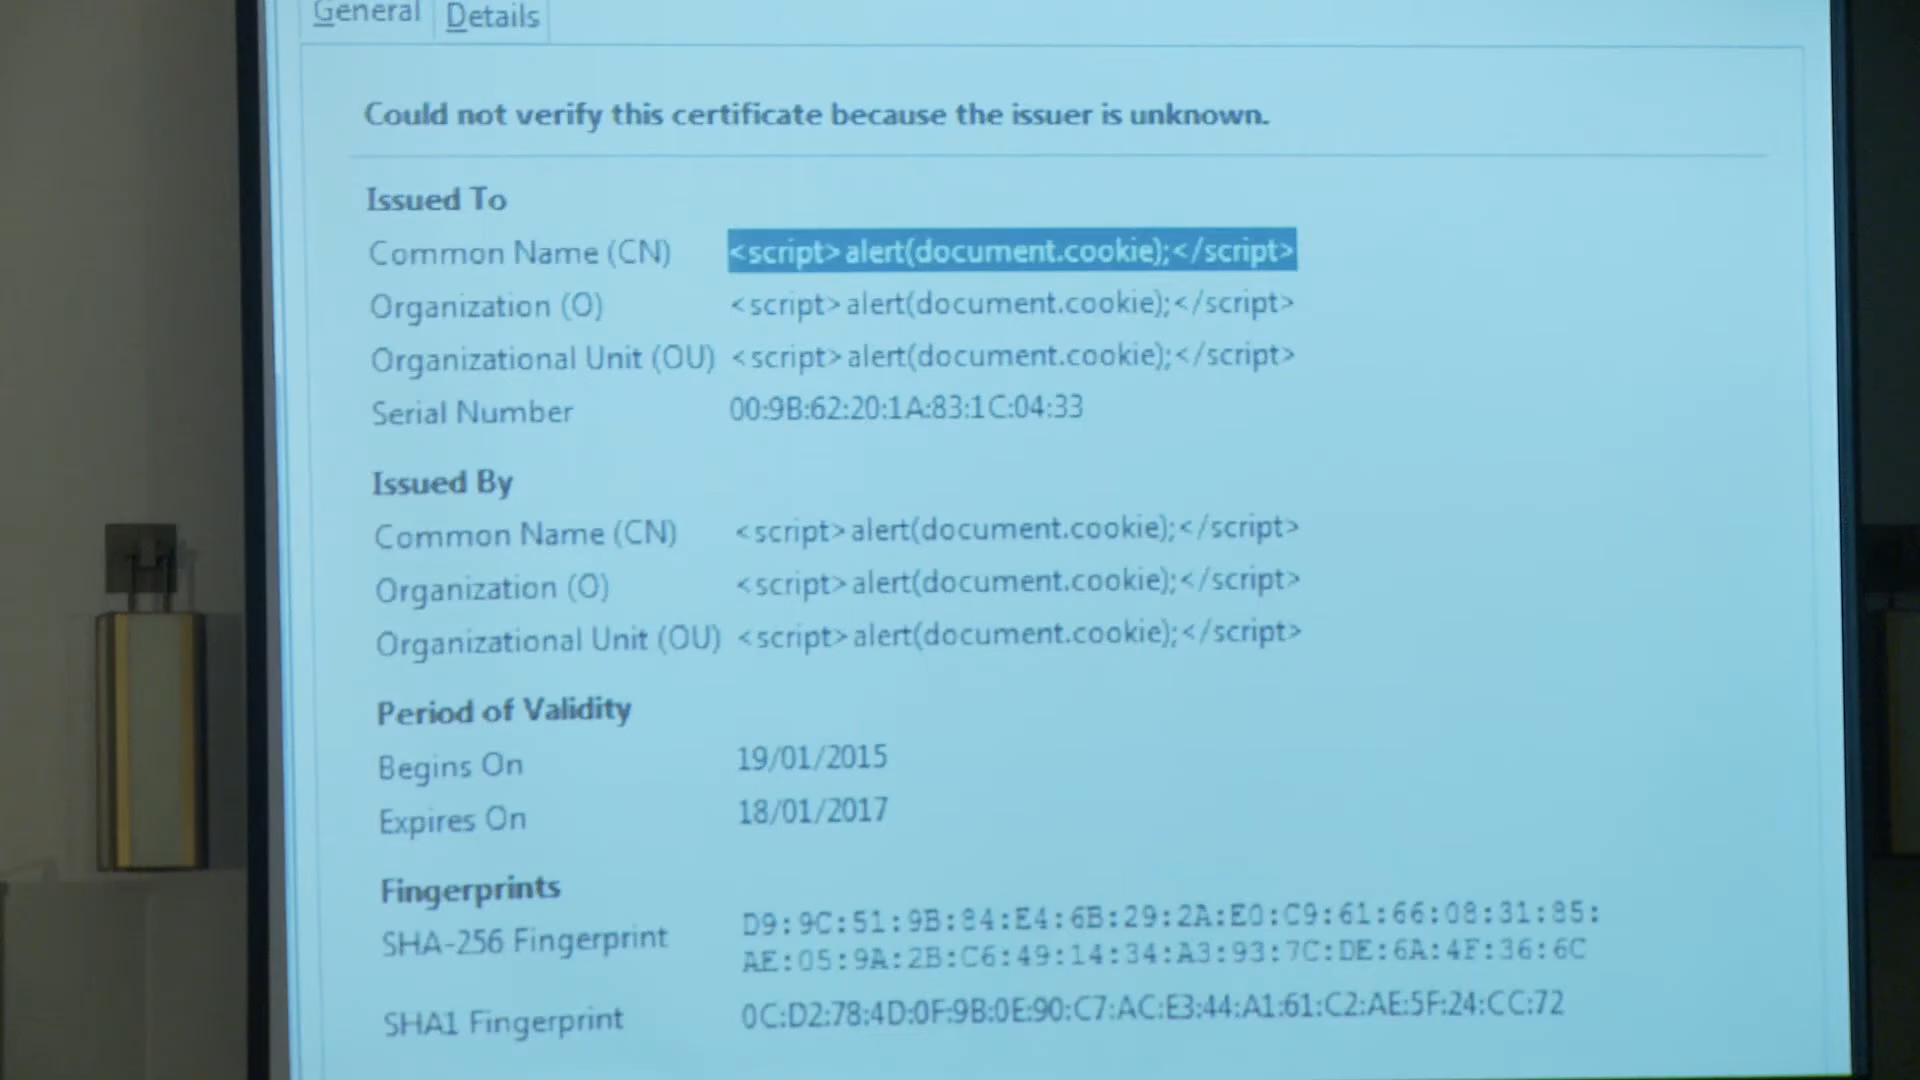 General Details
Could not verify this certificate because the issuer is unknown.
Issued To
Common Name (CN) <script>alert(document.cookie);</script>
Organization (O) <script>alert(document.cookie);</script>
Organizational Unit (OU) <script>alert(document.cookie);</script>
Serial Number 00:9B:62:20:1A:83:1C:04:33
Issued By
Common Name (CN) <script>alert(document.cookie);</script>
Organization (O) <script>alert(document.cookie);</script>
Organizational Unit (OU) <script>alert(document.cookie);</script>
Period of Validity
Begins On 19/01/2015
Expires On 18/01/2017
Fingerprints
SHA-256 Fingerprint D9:9C:51:9B:84:E4:6B:29:2A:E0:C9:61:66:08:31:85:
AE:05:9A:2B:C6:49:14:34:A3:93:7C:DE:6A:4F:36:6C
SHA1 Fingerprint 0C:D2:78:4D:0F:9B:0E:90:C7:AC:E3:44:A1:61:C2:AE:5F:24:CC:72